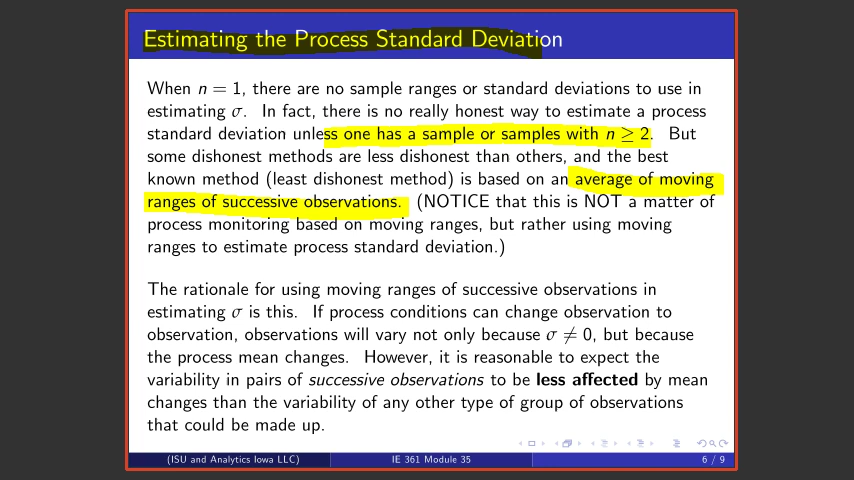 Estimating the Process Standard Deviation
When n = 1, there are no sample ranges or standard deviations to use in
estimating σ. In fact, there is no really honest way to estimate a process
standard deviation unless one has a sample or samples with n ≥ 2. But
some dishonest methods are less dishonest than others, and the best
known method (least dishonest method) is based on an average of moving
ranges of successive observations. (NOTICE that this is NOT a matter of
process monitoring based on moving ranges, but rather using moving
ranges to estimate process standard deviation.)
The rationale for using moving ranges of successive observations in
estimating σ is this. If process conditions can change observation to
observation, observations will vary not only because σ ≠ 0, but because
the process mean changes. However, it is reasonable to expect the
variability in pairs of successive observations to be less affected by mean
changes than the variability of any other type of group of observations
that could be made up.
(ISU and Analytics Iowa LLC) IE 361 Module 35 6 / 9